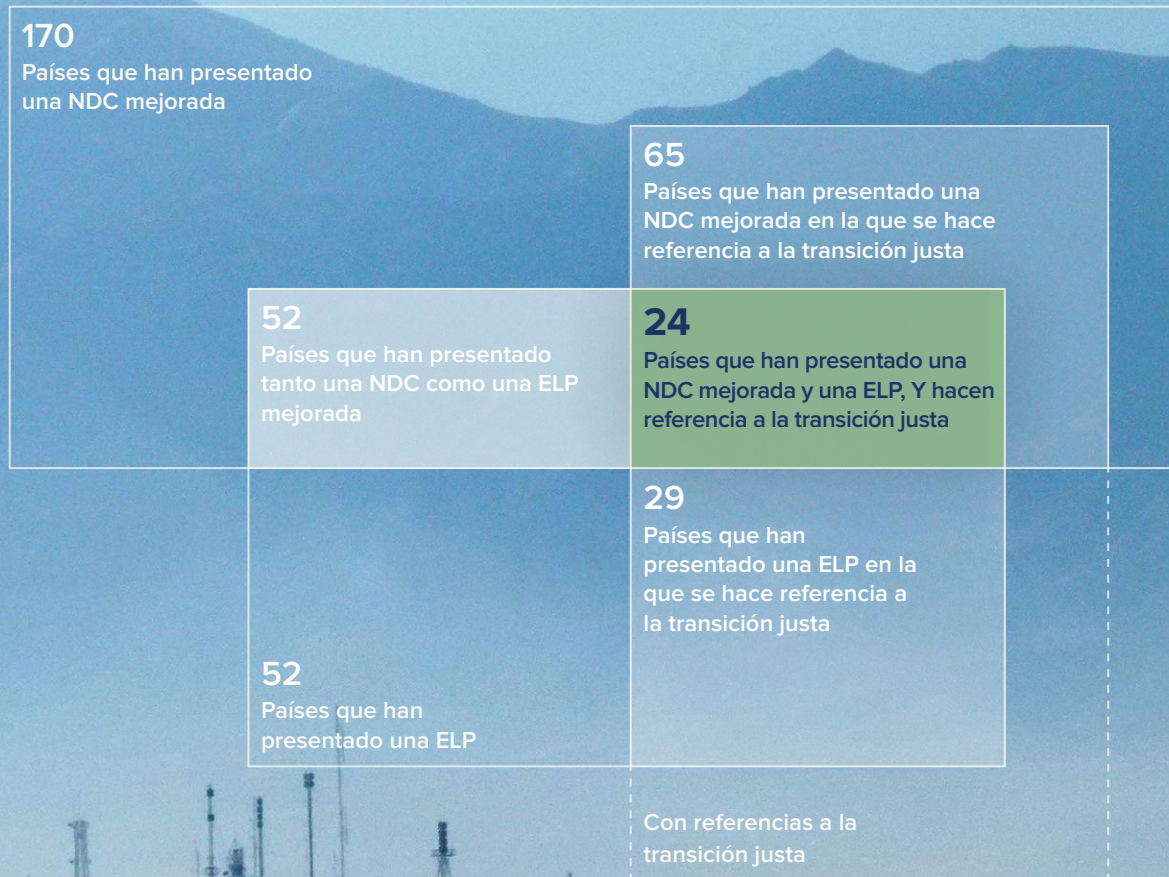 170
Países que han presentado
una NDC mejorada
65
Países que han presentado una
NDC mejorada en la que se hace
referencia a la transición justa
52
Países que han presentado
tanto una NDC como una ELP
mejorada
24
Países que han presentado una
NDC mejorada y una ELP, Y hacen
referencia a la transición justa
29
Países que han
presentado una ELP en la
que se hace referencia a
la transición justa
52
Países que han
presentado una ELP
Con referencias a la
transición justa